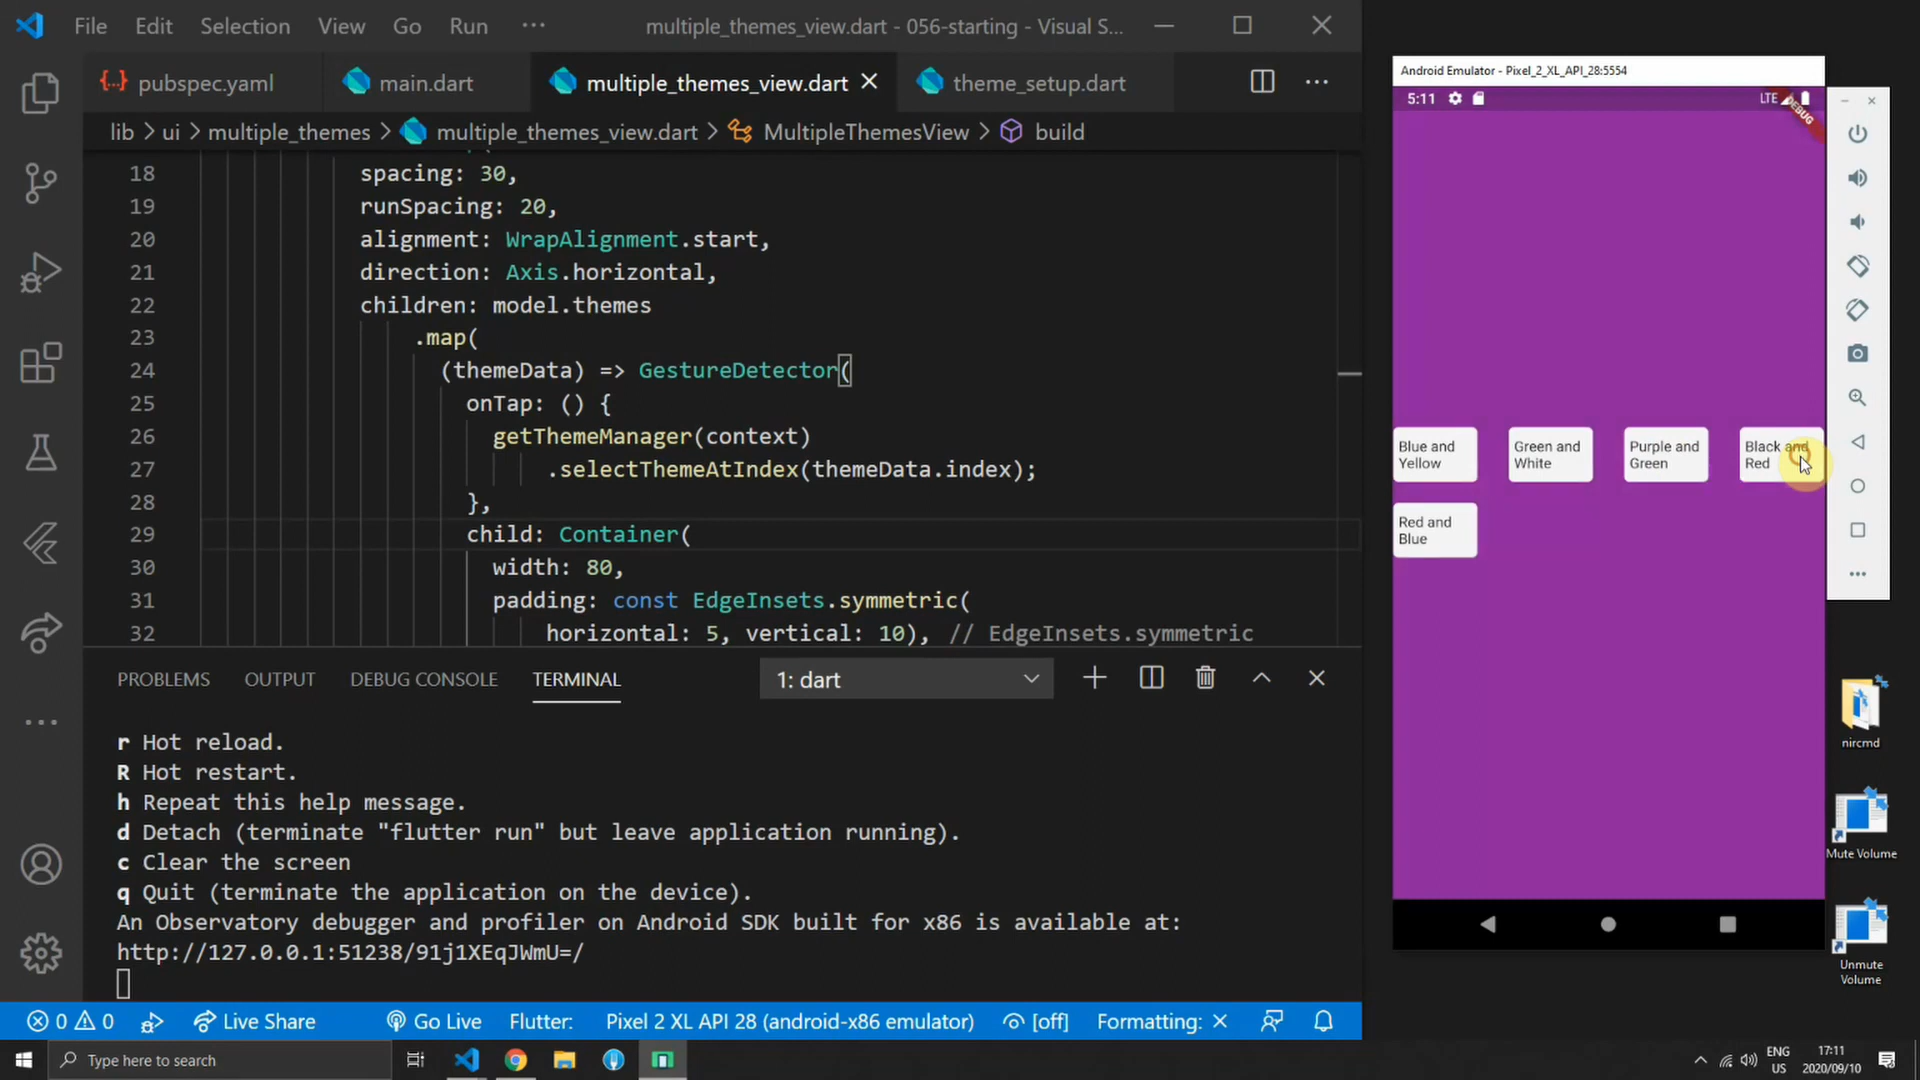 File Edit Selection View Go Run ··· multiple_themes_view.dart - 056-starting - Visual S...
pubspec.yaml main.dart multiple_themes_view.dart theme_setup.dart
lib > ui > multiple_themes > multiple_themes_view.dart > MultipleThemesView > build
18 spacing: 30,
19 runSpacing: 20,
20 alignment: WrapAlignment.start,
21 direction: Axis.horizontal,
22 children: model.themes
23 .map(
24 (themeData) => GestureDetector(
25 onTap: () {
26 getThemeManager(context)
27 .selectThemeAtIndex(themeData.index);
28 },
29 child: Container(
30 width: 80,
31 padding: const EdgeInsets.symmetric(
32 horizontal: 5, vertical: 10), // EdgeInsets.symmetric
PROBLEMS OUTPUT DEBUG CONSOLE TERMINAL 1: dart
r Hot reload.
R Hot restart.
h Repeat this help message.
d Detach (terminate "flutter run" but leave application running).
c Clear the screen
q Quit (terminate the application on the device).
An Observatory debugger and profiler on Android SDK built for x86 is available at:
http://127.0.0.1:51238/91j1XEqJWmU=/
0 0 Live Share Go Live Flutter: Pixel 2 XL API 28 (android-x86 emulator) [off] Formatting: ×
Android Emulator - Pixel_2_XL_API_28:5554
5:11 LTE
DEBUG
Blue and
Yellow
Green and
White
Purple and
Green
Black and
Red
Red and
Blue
nircmd
Mute Volume
Unmute
Volume
Type here to search
ENG
US
17:11
2020/09/10